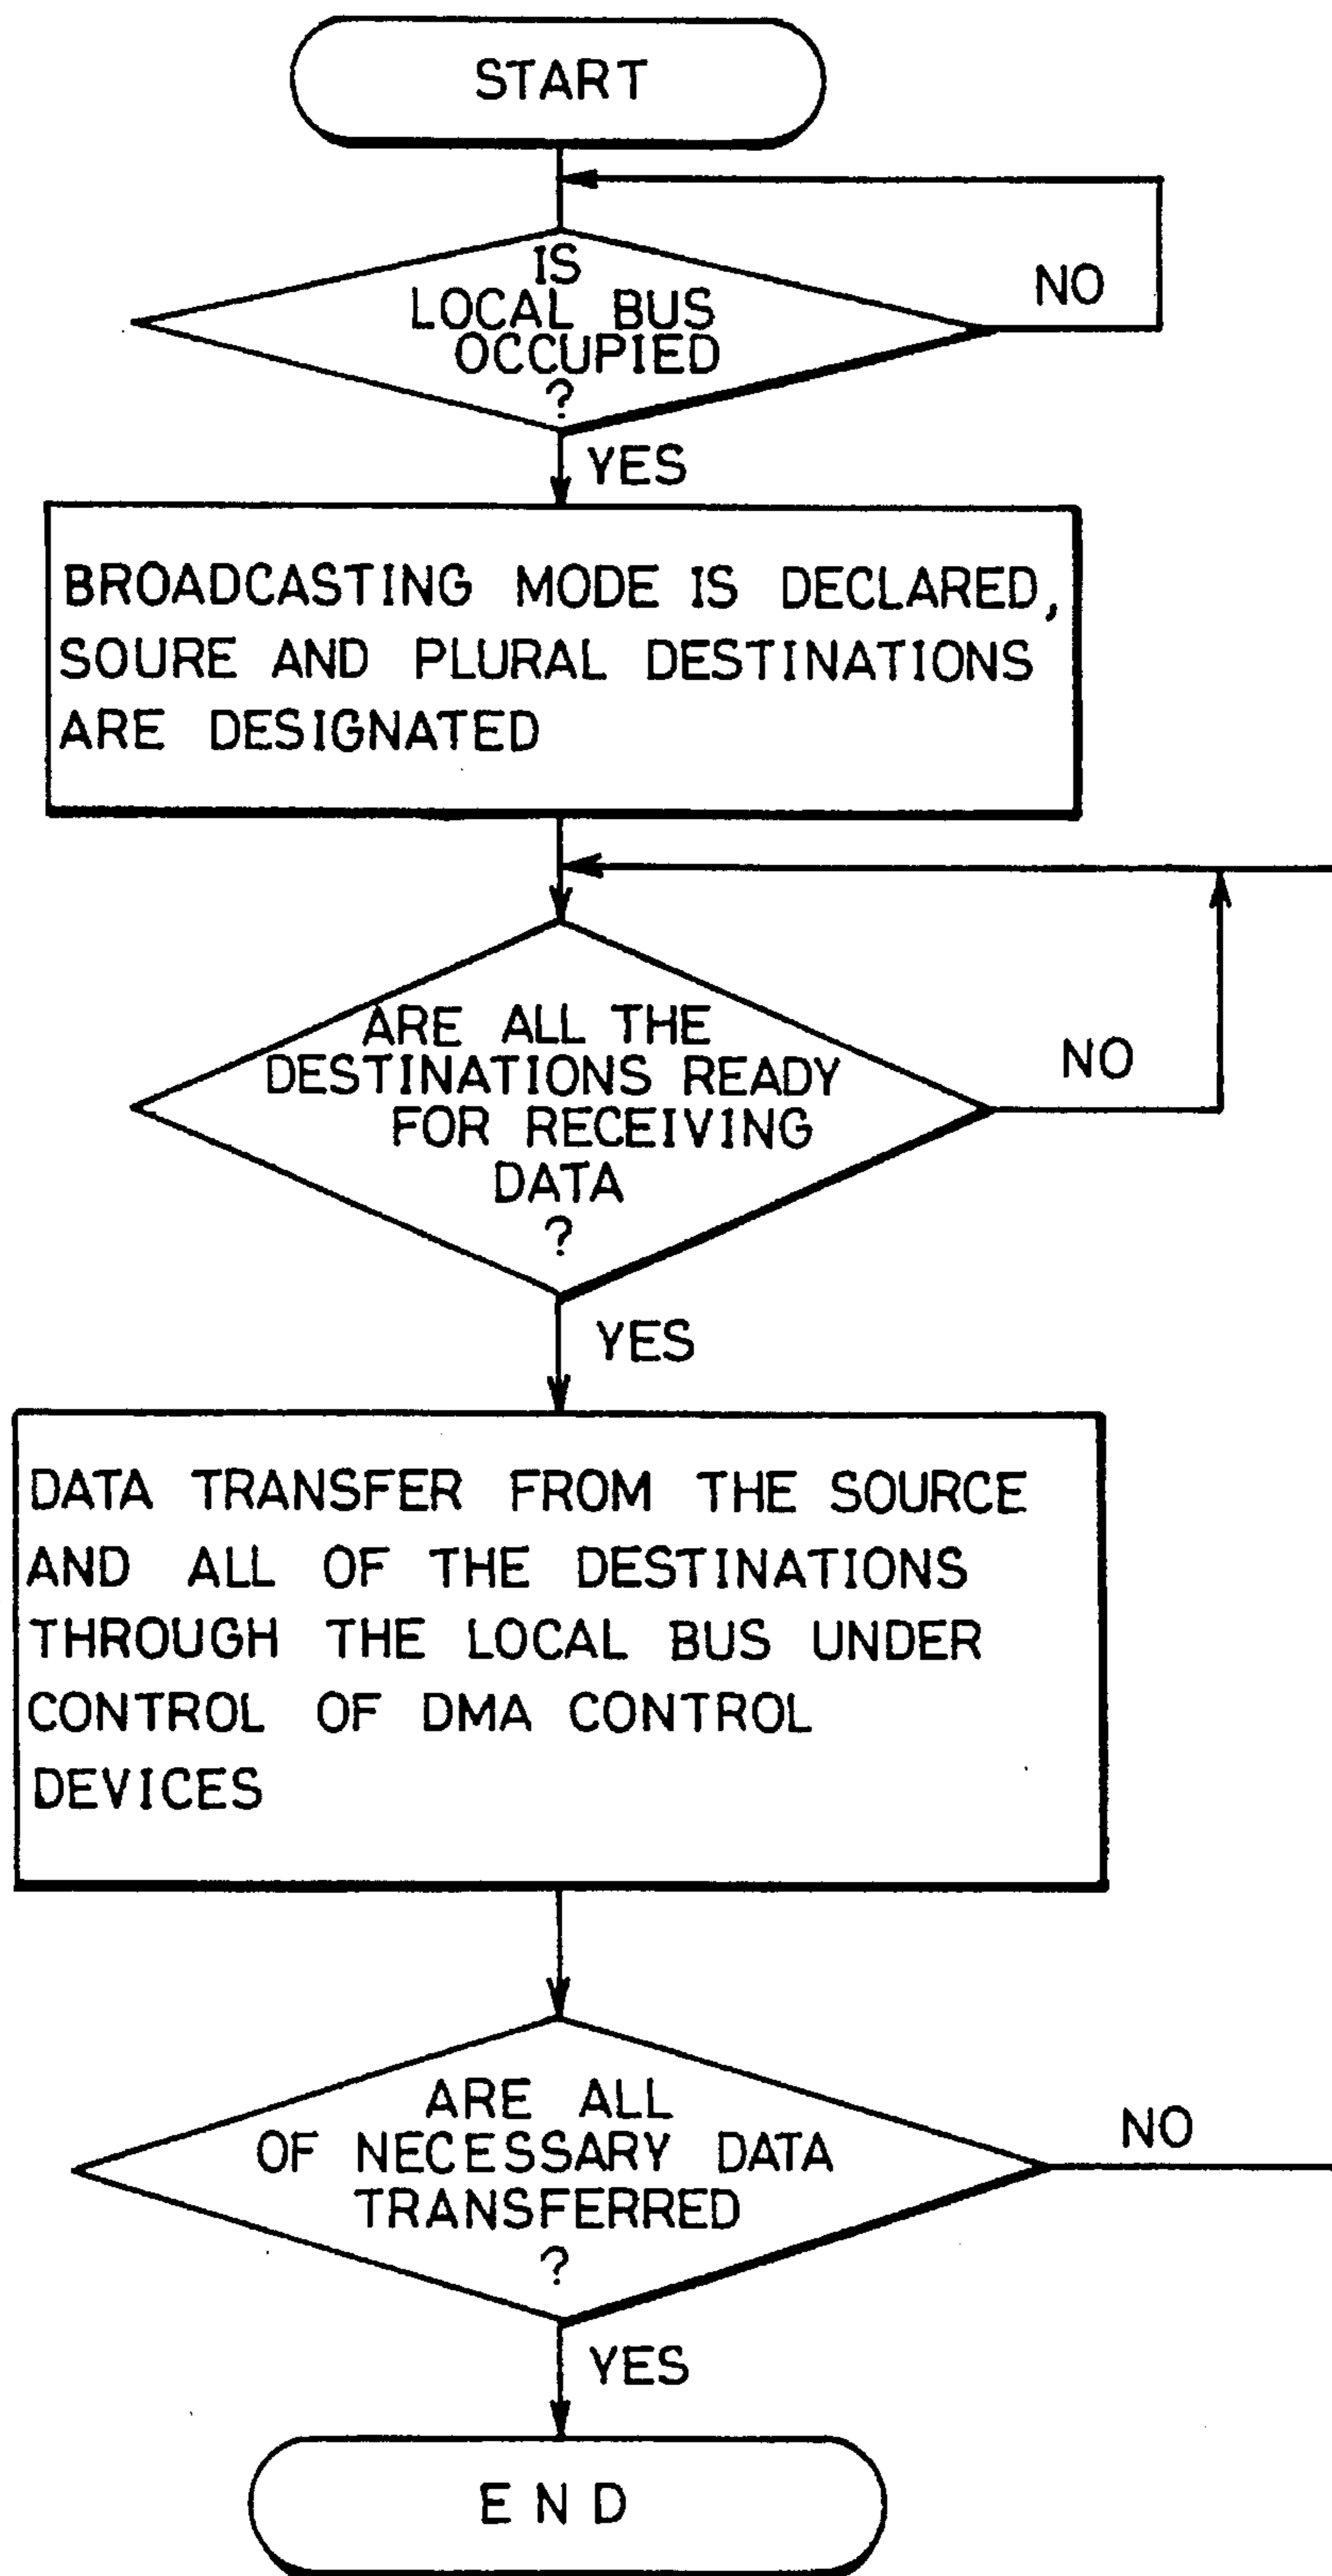 START
IS
LOCAL BUS
OCCUPIED
?
NO
YES
BROADCASTING MODE IS DECLARED,
SOURE AND PLURAL DESTINATIONS
ARE DESIGNATED
ARE ALL THE
DESTINATIONS READY
FOR RECEIVING
DATA
?
NO
YES
DATA TRANSFER FROM THE SOURCE
AND ALL OF THE DESTINATIONS
THROUGH THE LOCAL BUS UNDER
CONTROL OF DMA CONTROL
DEVICES
ARE ALL
OF NECESSARY DATA
TRANSFERRED
?
NO
YES
END